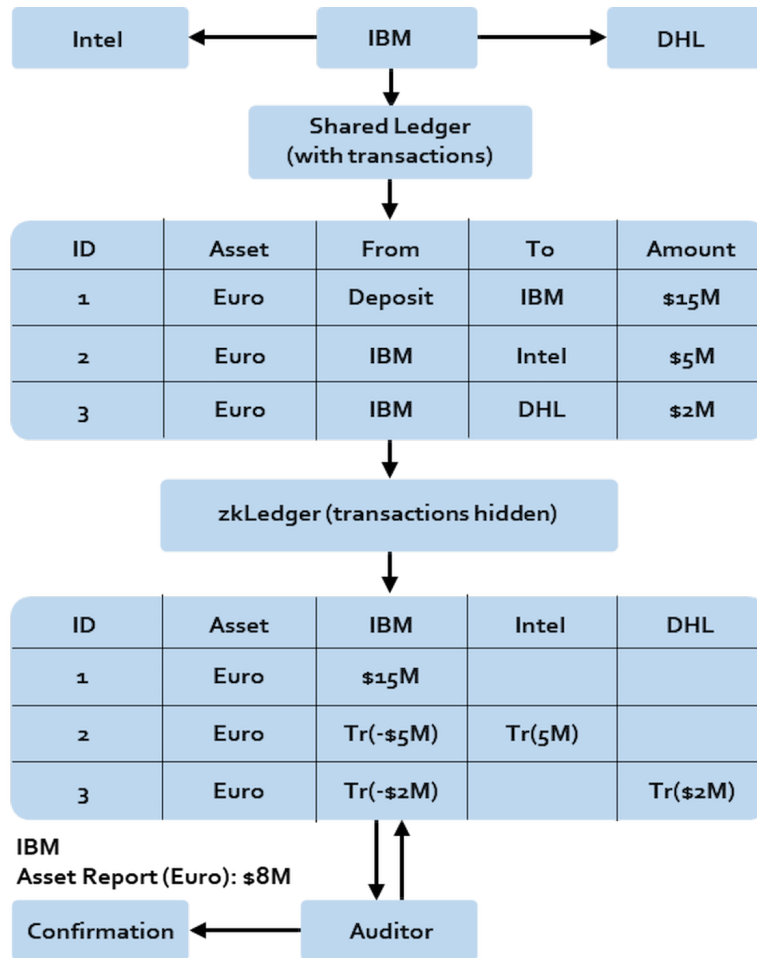 Intel IBM DHL
Shared Ledger
(with transactions)
ID Asset From To Amount
1 Euro Deposit IBM $15M
2 Euro IBM Intel $5M
3 Euro IBM DHL $2M
zkLedger (transactions hidden)
ID Asset IBM Intel DHL
1 Euro $15M
2 Euro Tr(-$5M) Tr(5M)
3 Euro Tr(-$2M) Tr($2M)
IBM
Asset Report (Euro): $8M
Confirmation Auditor